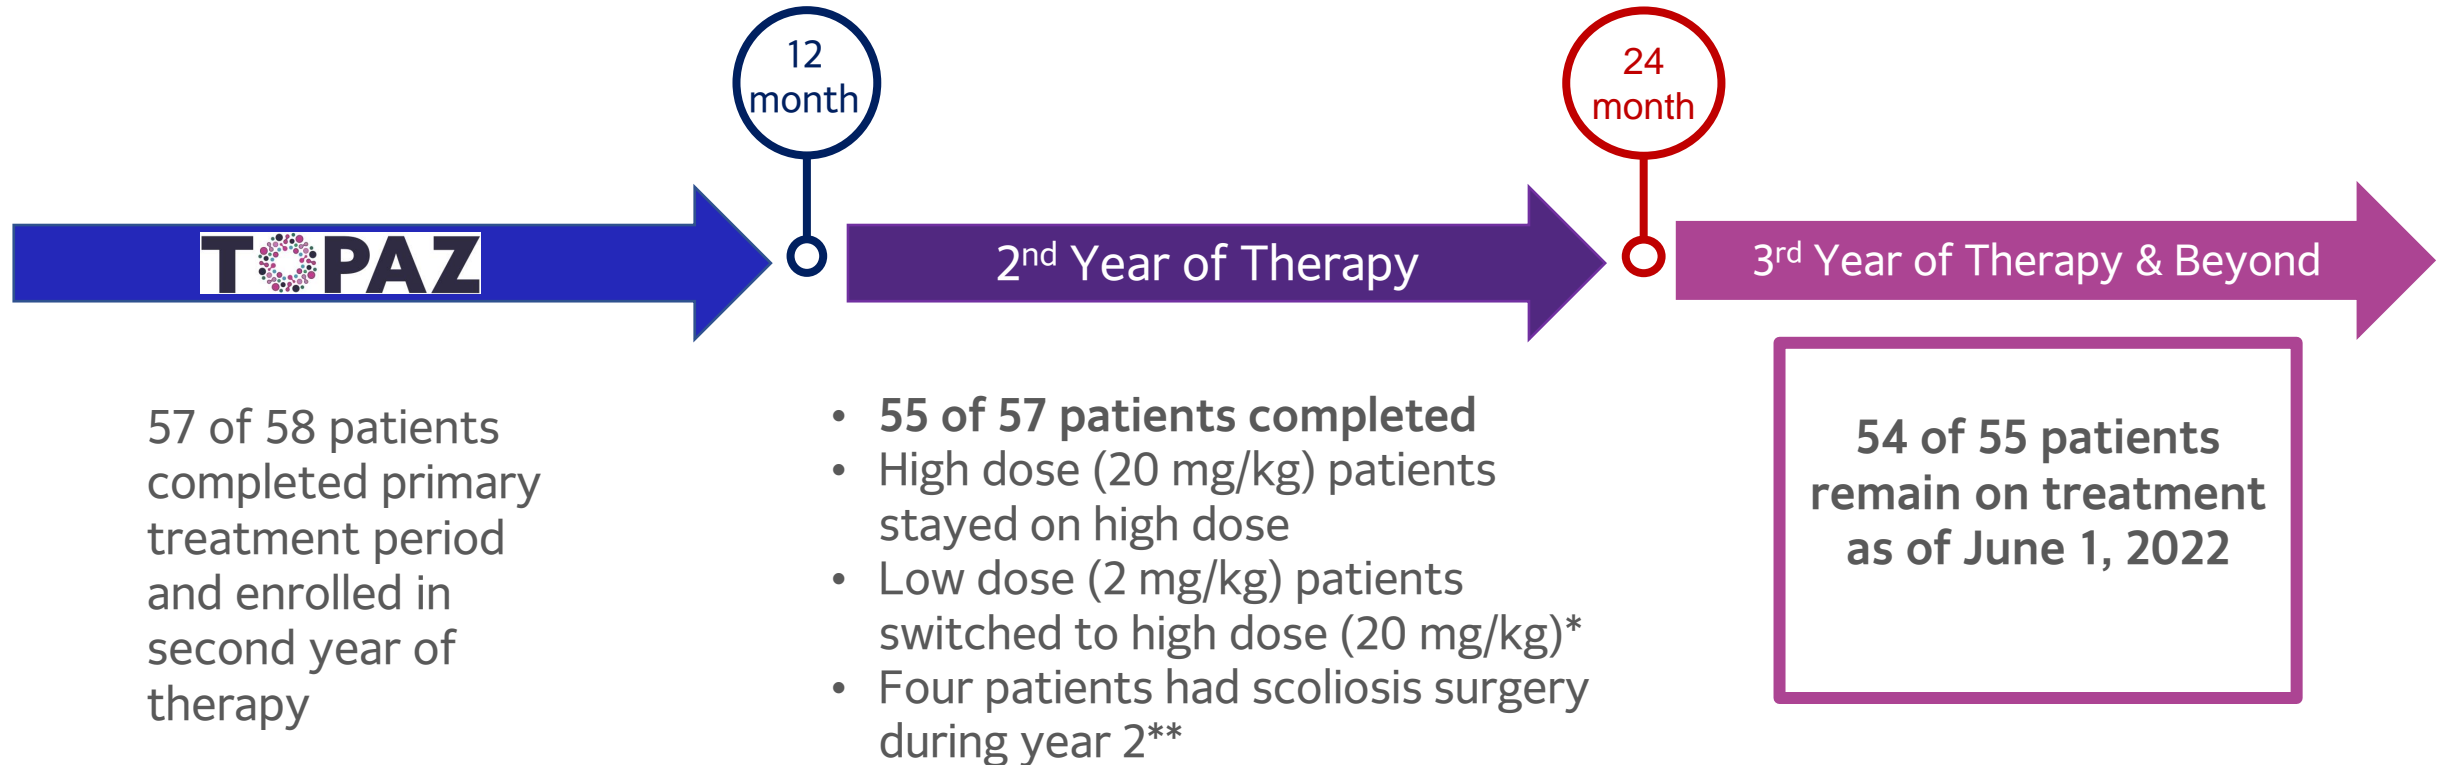 12
month
24
month
TOPAZ
2nd Year of Therapy
3rd Year of Therapy & Beyond
57 of 58 patients
completed primary
treatment period
and enrolled in
second year of
therapy
• 55 of 57 patients completed
• High dose (20 mg/kg) patients
stayed on high dose
• Low dose (2 mg/kg) patients
switched to high dose (20 mg/kg)*
• Four patients had scoliosis surgery
during year 2**
54 of 55 patients
remain on treatment
as of June 1, 2022